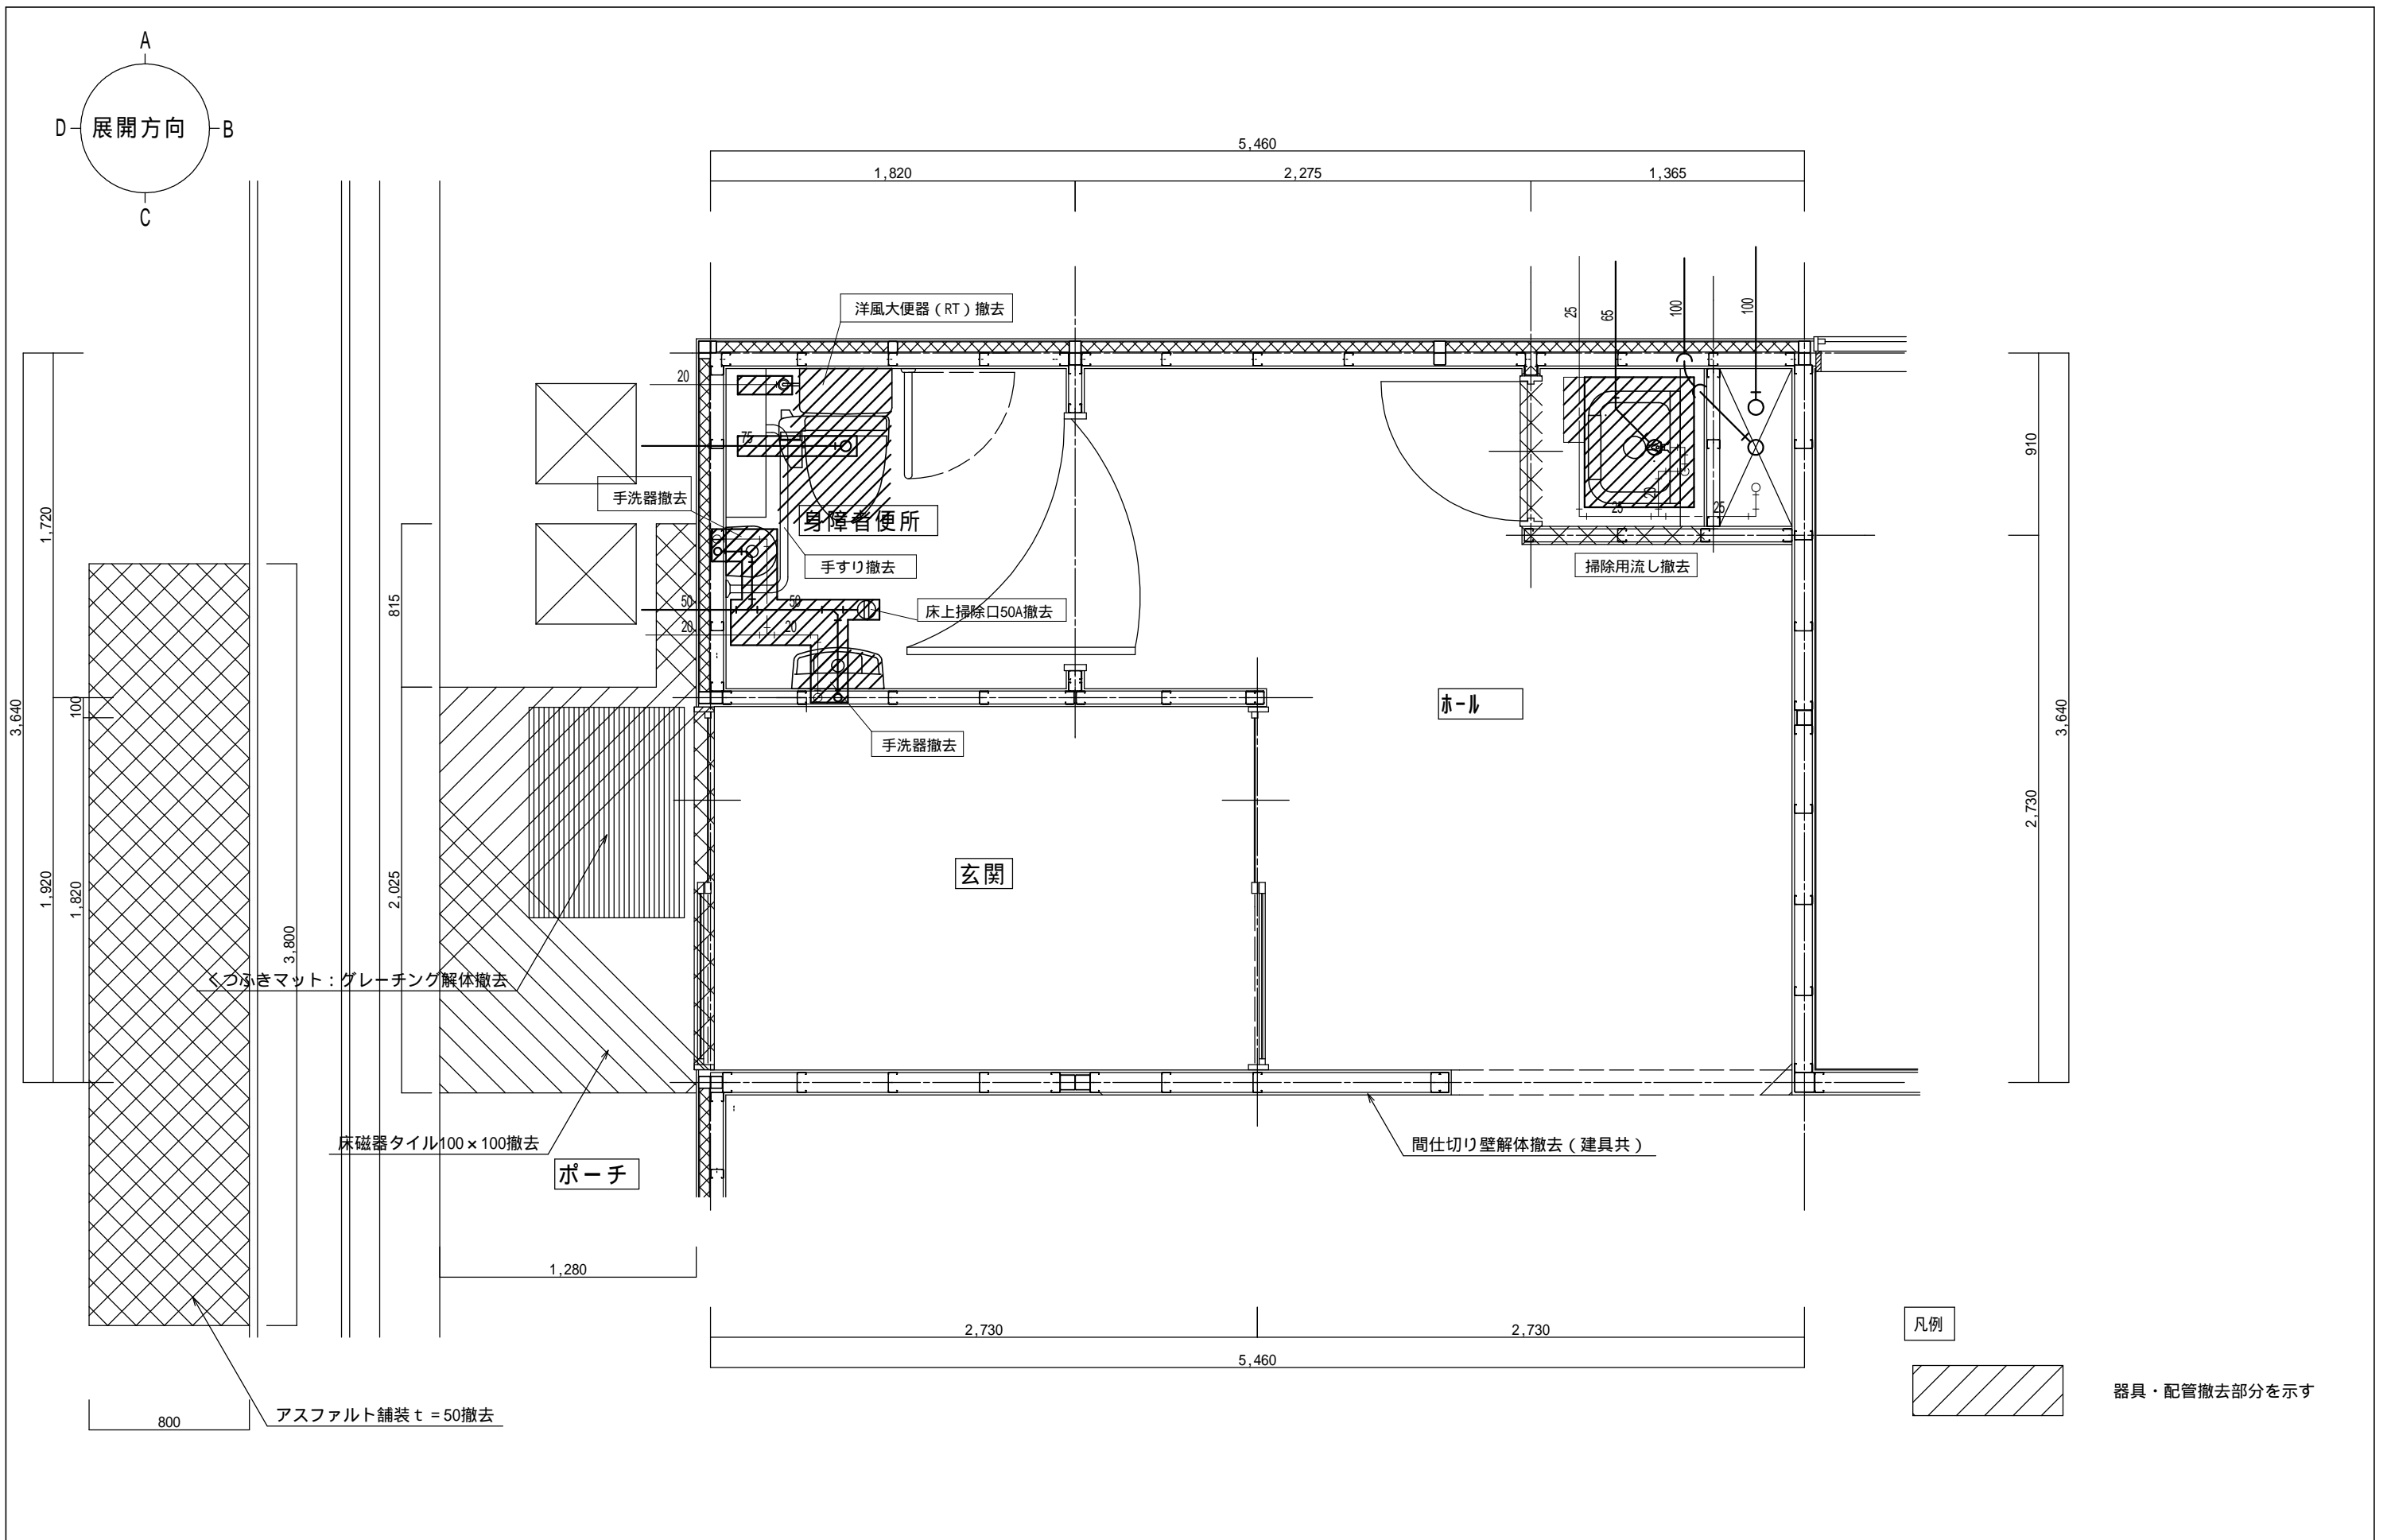 A
D
展開方向
B
C
5,460
1,820
2,275
1,365
洋風大便器（RT）撤去
25
65
100
100
20
75
手洗器撤去
身障者便所
手すり撤去
床上掃除口50A撤去
50
50
20
20
20
25
25
掃除用流し撤去
手洗器撤去
ホール
玄関
910
2,730
3,640
3,640
1,720
1,920
100
1,820
815
2,025
3,800
くつふきマット：グレーチング解体撤去
床磁器タイル100×100撤去
ポーチ
間仕切り壁解体撤去（建具共）
1,280
2,730
2,730
5,460
800
アスファルト舗装ｔ＝50撤去
凡例
器具・配管撤去部分を示す